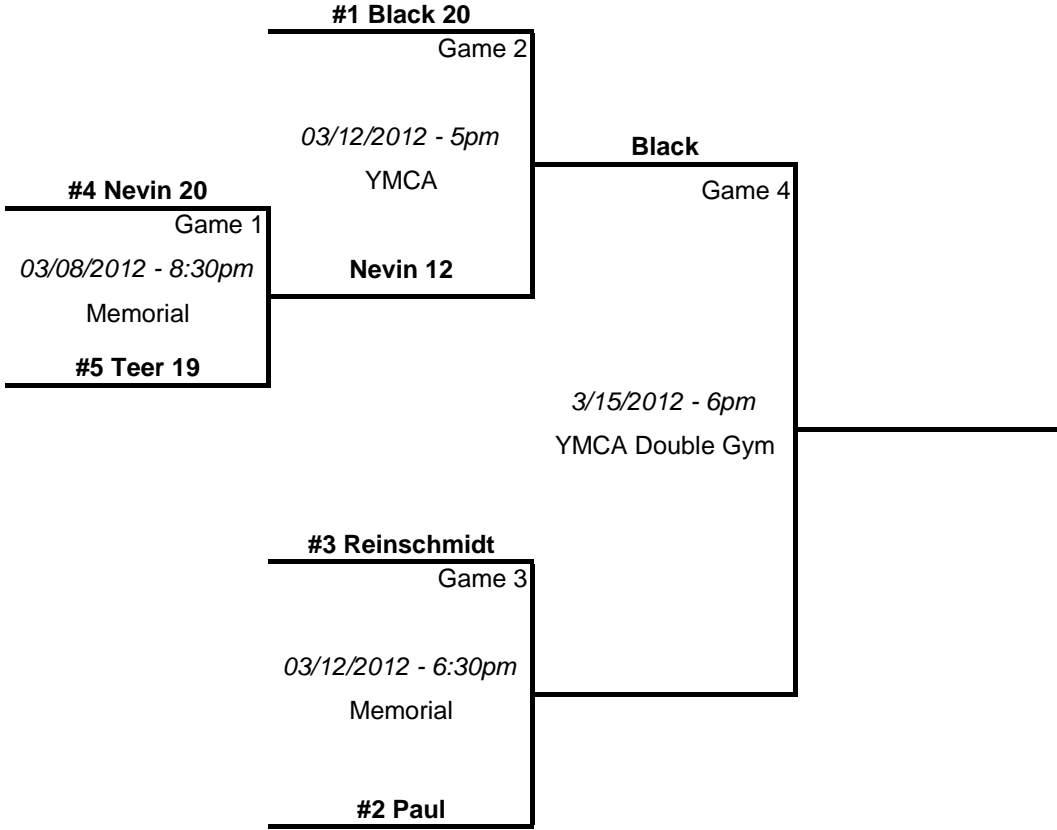 #1 Black 20
Game 2
03/12/2012 - 5pm
YMCA
Black
Game 4
#4 Nevin 20
Game 1
03/08/2012 - 8:30pm
Memorial
Nevin 12
#5 Teer 19
3/15/2012 - 6pm
YMCA Double Gym
#3 Reinschmidt
Game 3
03/12/2012 - 6:30pm
Memorial
#2 Paul